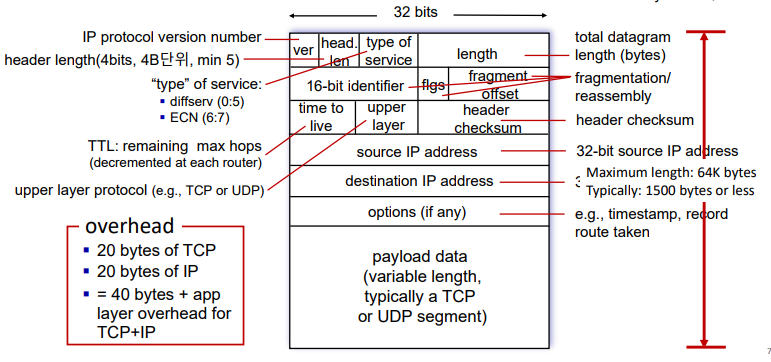 32 bits
IP protocol version number
header length(4bits, 4B단위, min 5)
"type" of service:
▪ diffserv (0:5)
▪ ECN (6:7)
TTL: remaining max hops
(decremented at each router)
upper layer protocol (e.g., TCP or UDP)
overhead
▪ 20 bytes of TCP
▪ 20 bytes of IP
▪ = 40 bytes + app
layer overhead for
TCP+IP
ver
head.
len
type of
service
length
16-bit identifier
flgs
fragment
offset
time to
live
upper
layer
header
checksum
source IP address
destination IP address
options (if any)
payload data
(variable length,
typically a TCP
or UDP segment)
total datagram
length (bytes)
fragmentation/
reassembly
header checksum
32-bit source IP address
Maximum length: 64K bytes
Typically: 1500 bytes or less
e.g., timestamp, record
route taken
7